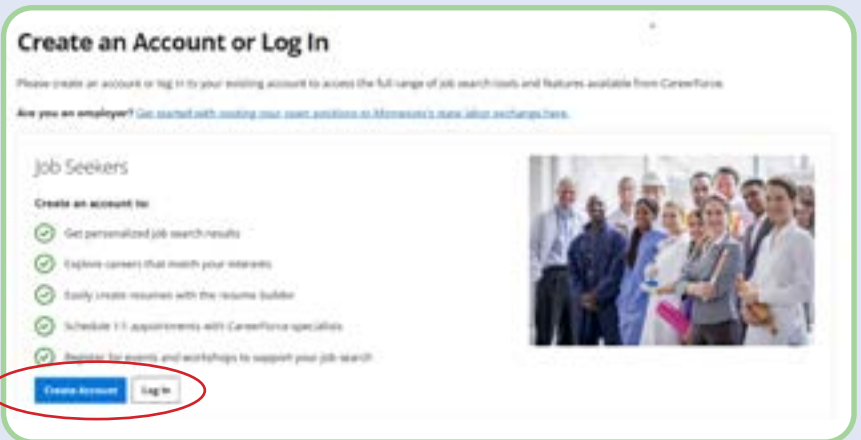 Create an Account or Log In
Please create an account or log in to your existing account to access the full range of job search tools and features available from CareerForce.
Are you an employer? Get started with posting your open positions in Minnesota's state labor exchange here.
Job Seekers
Create an account to:
Get personalized job search results
Explore careers that match your interests
Easily create resumes with the resume builder
Schedule 1:1 appointments with CareerForce specialists
Register for events and workshops to support your job search
Create Account Log In